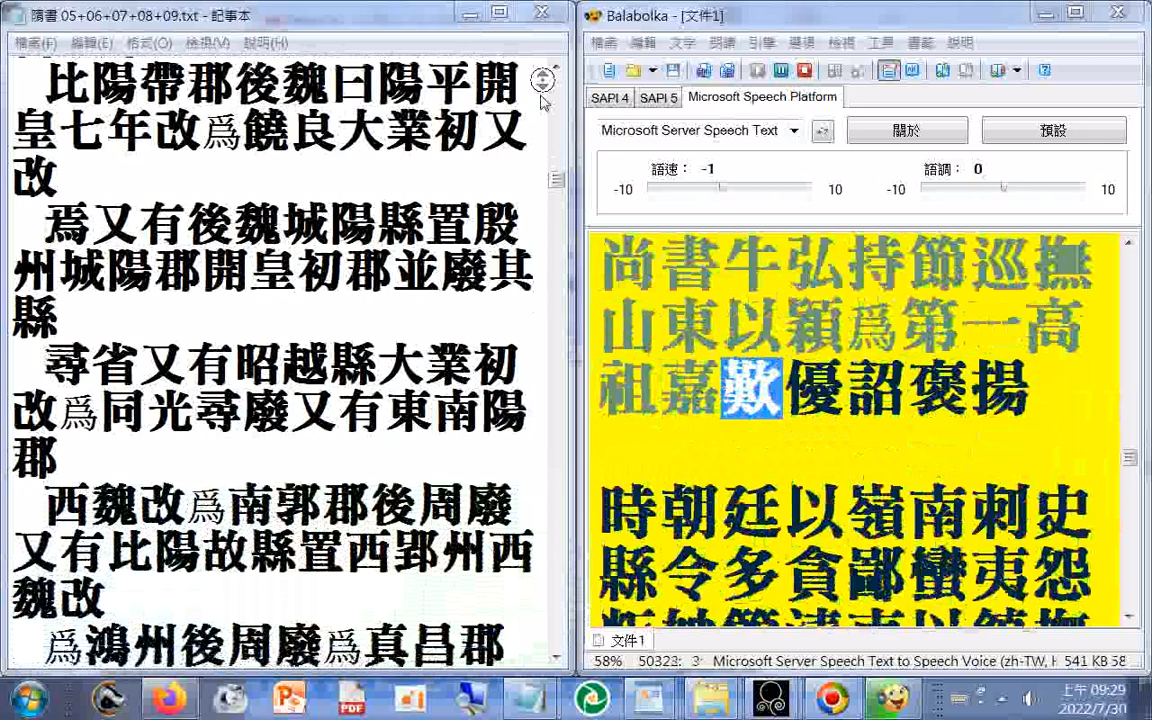 隋書 05+06+07+08+09.txt - 記事本
檔案(F) 編輯(E) 格式(O) 檢視(V) 說明(H)
比陽帶郡後魏曰陽平開
皇七年改爲饒良大業初又
改
焉又有後魏城陽縣置殷
州城陽郡開皇初郡並廢其
縣
尋省又有昭越縣大業初
改爲同光尋廢又有東南陽
郡
西魏改爲南郭郡後周廢
又有比陽故縣置西郢州西
魏改
爲鴻州後周廢爲真昌郡
Balabolka - [文件1]
檔案 編輯 文字 朗讀 引擎 選項 檢視 工具 書籤 說明
SAPI 4 SAPI 5 Microsoft Speech Platform
Microsoft Server Speech Text
關於
預設
語速： -1
語調： 0
-10 10 -10 10
尚書牛弘持節巡撫
山東以穎爲第一高
祖嘉歎優詔褒揚
時朝廷以嶺南刺史
縣令多貪鄙蠻夷怨
文件1
58% 50323: 3 Microsoft Server Speech Text to Speech Voice (zh-TW, H 541 KB 58
PDF
上午 09:29
2022/7/30